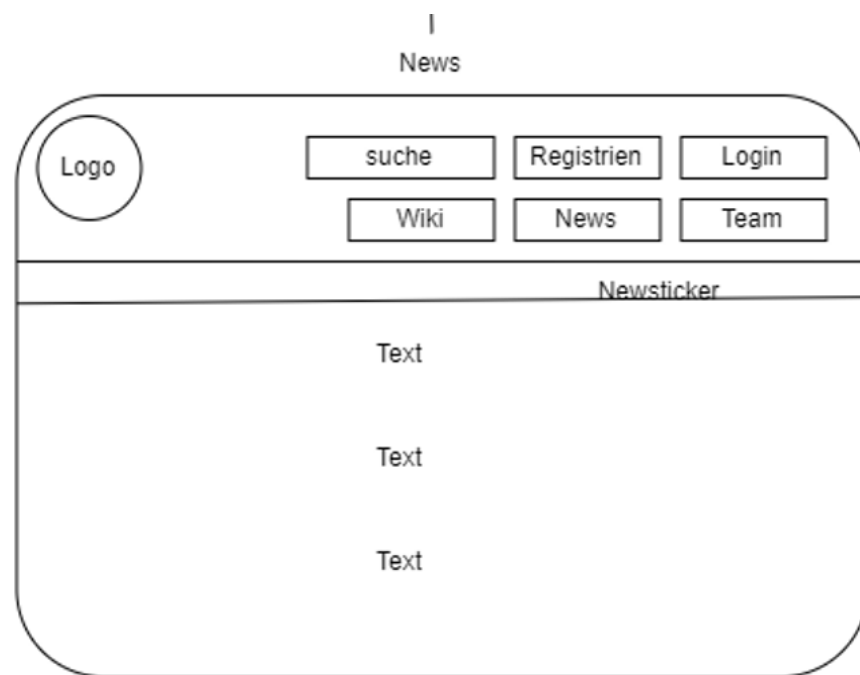 News
Logo
suche
Registrien
Login
Wiki
News
Team
Newsticker
Text
Text
Text